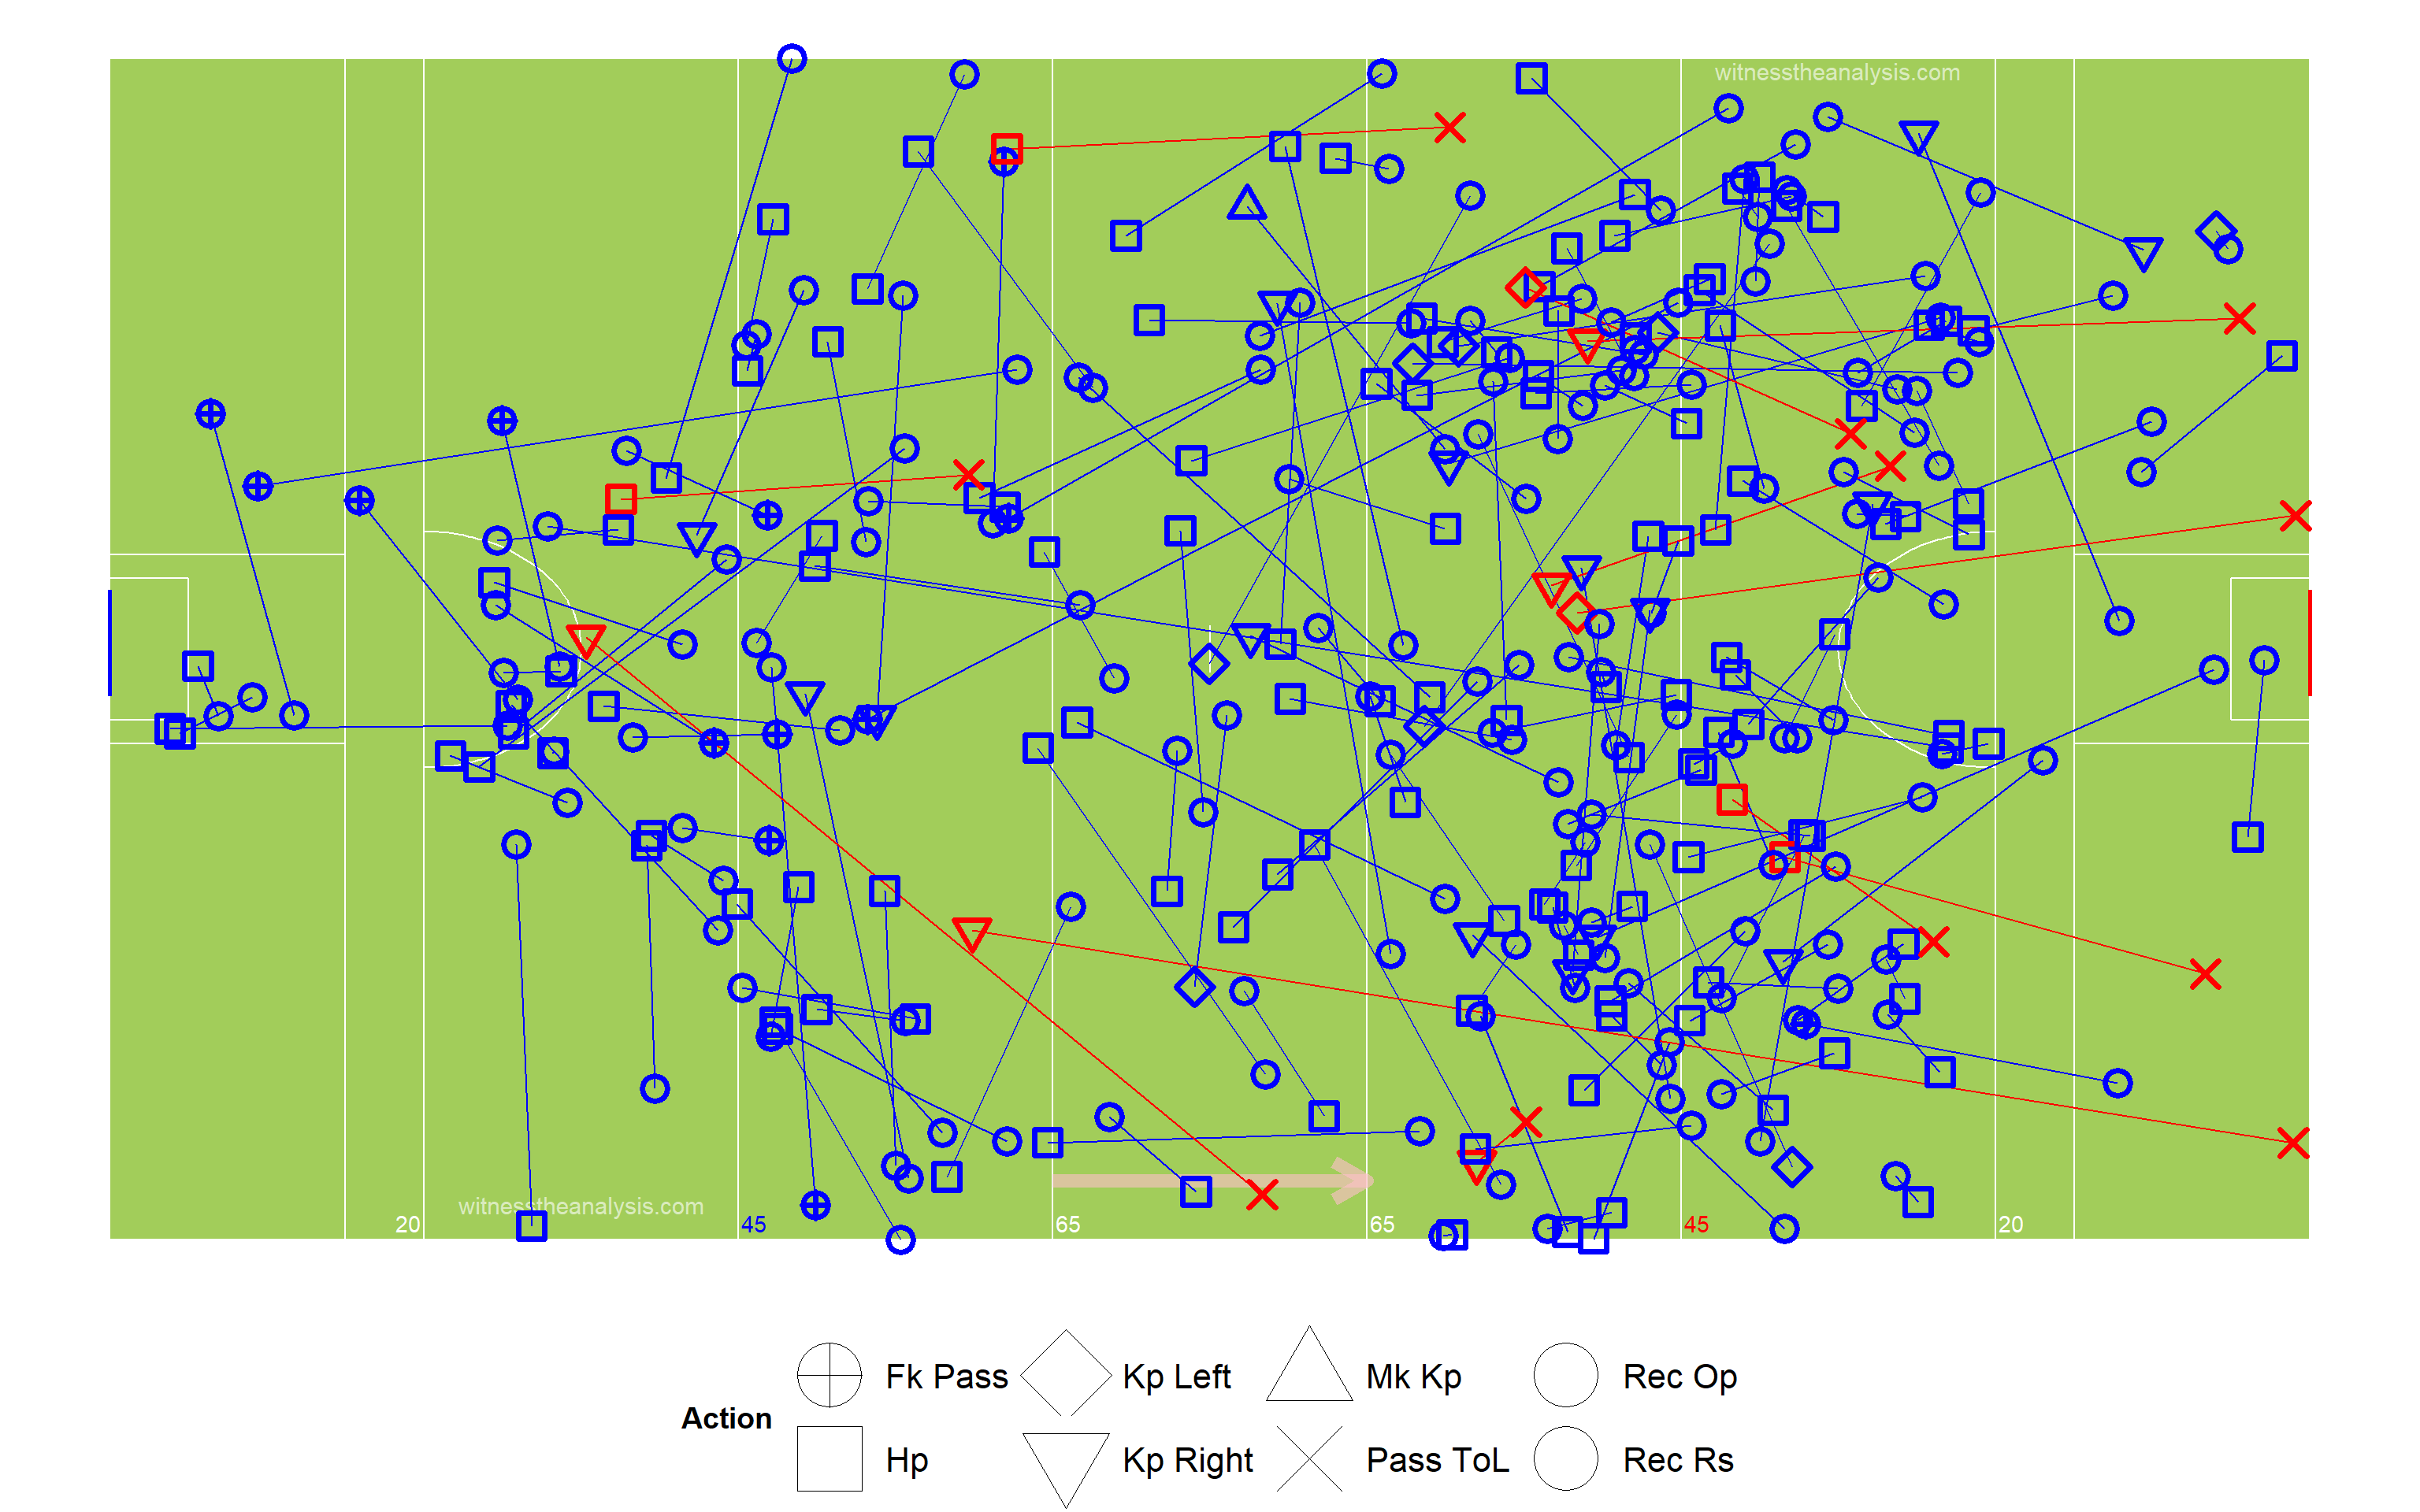 witnesstheanalysis.com
witnesstheanalysis.com
20 45 65 65 45 20
Fk Pass Kp Left Mk Kp Rec Op
Action
Hp Kp Right Pass ToL Rec Rs